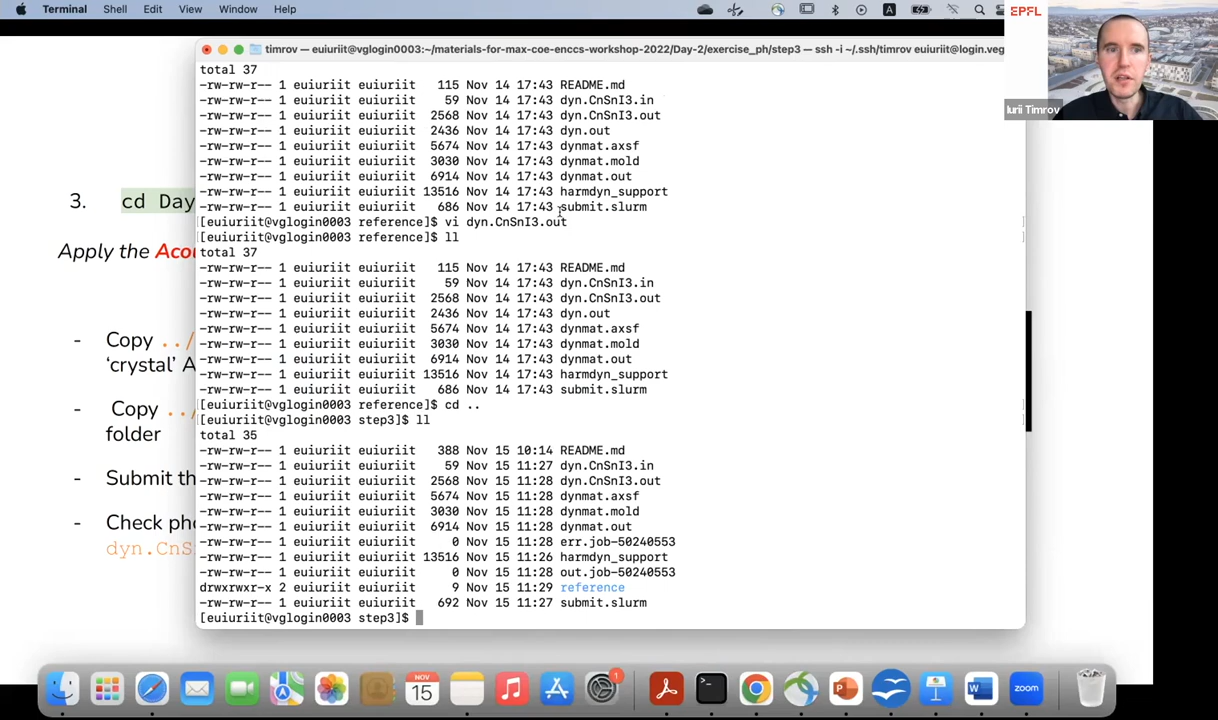 Terminal Shell Edit View Window Help
EPFL
timrov — euiuriit@vglogin0003:~/materials-for-max-coe-enccs-workshop-2022/Day-2/exercise_ph/step3 — ssh -i ~/.ssh/timrov euiuriit@login.veg
Iurii Timrov
total 37
-rw-rw-r-- 1 euiuriit euiuriit 115 Nov 14 17:43 README.md
-rw-rw-r-- 1 euiuriit euiuriit 59 Nov 14 17:43 dyn.CnSnI3.in
-rw-rw-r-- 1 euiuriit euiuriit 2568 Nov 14 17:43 dyn.CnSnI3.out
-rw-rw-r-- 1 euiuriit euiuriit 2436 Nov 14 17:43 dyn.out
-rw-rw-r-- 1 euiuriit euiuriit 5674 Nov 14 17:43 dynmat.axsf
-rw-rw-r-- 1 euiuriit euiuriit 3030 Nov 14 17:43 dynmat.mold
-rw-rw-r-- 1 euiuriit euiuriit 6914 Nov 14 17:43 dynmat.out
-rw-rw-r-- 1 euiuriit euiuriit 13516 Nov 14 17:43 harmdyn_support
-rw-rw-r-- 1 euiuriit euiuriit 686 Nov 14 17:43 submit.slurm
[euiuriit@vglogin0003 reference]$ vi dyn.CnSnI3.out
[euiuriit@vglogin0003 reference]$ ll
total 37
-rw-rw-r-- 1 euiuriit euiuriit 115 Nov 14 17:43 README.md
-rw-rw-r-- 1 euiuriit euiuriit 59 Nov 14 17:43 dyn.CnSnI3.in
-rw-rw-r-- 1 euiuriit euiuriit 2568 Nov 14 17:43 dyn.CnSnI3.out
-rw-rw-r-- 1 euiuriit euiuriit 2436 Nov 14 17:43 dyn.out
-rw-rw-r-- 1 euiuriit euiuriit 5674 Nov 14 17:43 dynmat.axsf
-rw-rw-r-- 1 euiuriit euiuriit 3030 Nov 14 17:43 dynmat.mold
-rw-rw-r-- 1 euiuriit euiuriit 6914 Nov 14 17:43 dynmat.out
-rw-rw-r-- 1 euiuriit euiuriit 13516 Nov 14 17:43 harmdyn_support
-rw-rw-r-- 1 euiuriit euiuriit 686 Nov 14 17:43 submit.slurm
[euiuriit@vglogin0003 reference]$ cd ..
[euiuriit@vglogin0003 step3]$ ll
total 35
-rw-rw-r-- 1 euiuriit euiuriit 388 Nov 15 10:14 README.md
-rw-rw-r-- 1 euiuriit euiuriit 59 Nov 15 11:27 dyn.CnSnI3.in
-rw-rw-r-- 1 euiuriit euiuriit 2568 Nov 15 11:28 dyn.CnSnI3.out
-rw-rw-r-- 1 euiuriit euiuriit 5674 Nov 15 11:28 dynmat.axsf
-rw-rw-r-- 1 euiuriit euiuriit 3030 Nov 15 11:28 dynmat.mold
-rw-rw-r-- 1 euiuriit euiuriit 6914 Nov 15 11:28 dynmat.out
-rw-rw-r-- 1 euiuriit euiuriit 0 Nov 15 11:28 err.job-50240553
-rw-rw-r-- 1 euiuriit euiuriit 13516 Nov 15 11:26 harmdyn_support
-rw-rw-r-- 1 euiuriit euiuriit 0 Nov 15 11:28 out.job-50240553
drwxrwxr-x 2 euiuriit euiuriit 9 Nov 15 11:29 reference
-rw-rw-r-- 1 euiuriit euiuriit 692 Nov 15 11:27 submit.slurm
[euiuriit@vglogin0003 step3]$
3. cd Day
Apply the Acou
- Copy ../
'crystal' A
- Copy ../
folder
- Submit th
- Check pho
dyn.CnS
NOV
15
1
zoom